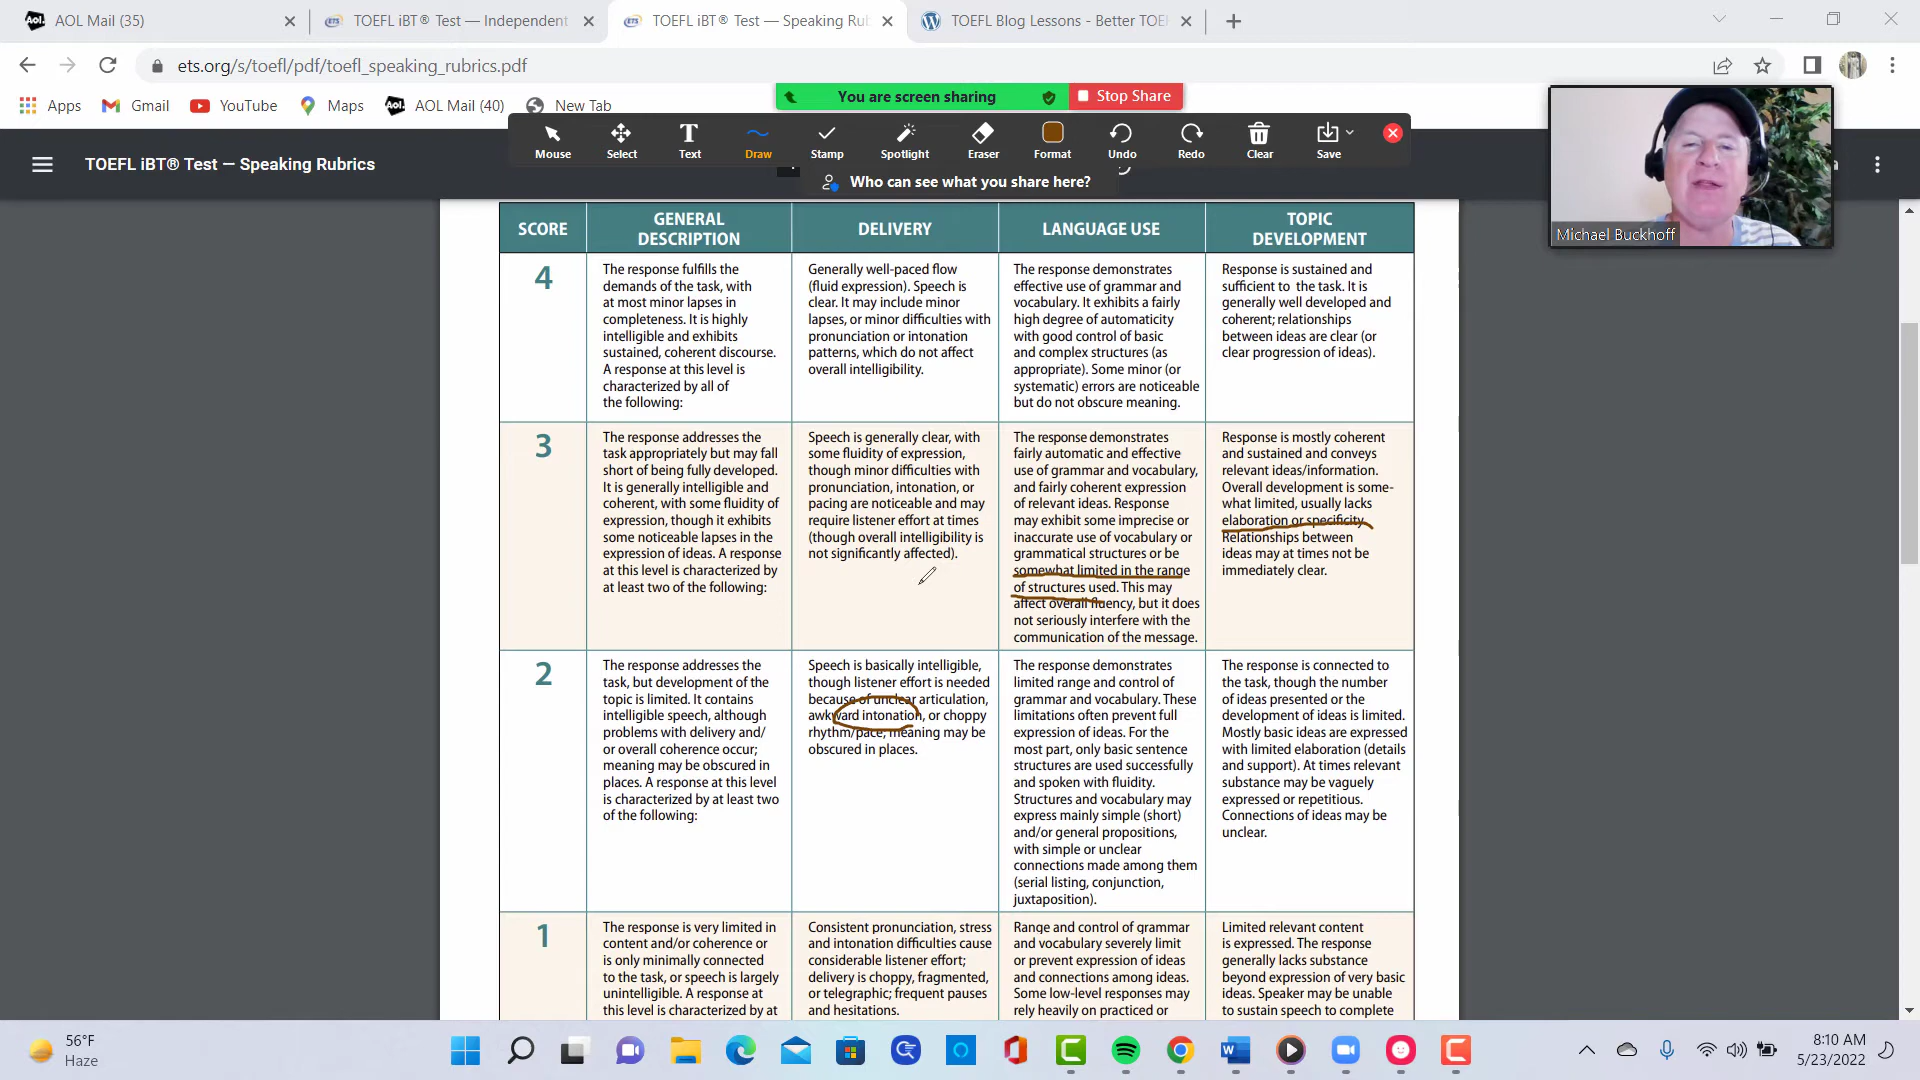 AOL Mail (35)
TOEFL iBT® Test — Independent
TOEFL iBT® Test — Speaking Rub
TOEFL Blog Lessons - Better TOEF
ets.org/s/toefl/pdf/toefl_speaking_rubrics.pdf
Apps
Gmail
YouTube
Maps
AOL Mail (40)
New Tab
You are screen sharing
Stop Share
Mouse
Select
Text
Draw
Stamp
Spotlight
Eraser
Format
Undo
Redo
Clear
Save
Who can see what you share here?
TOEFL iBT® Test — Speaking Rubrics
Michael Buckhoff
SCORE
GENERAL
DESCRIPTION
DELIVERY
LANGUAGE USE
TOPIC
DEVELOPMENT
4
The response fulfills the
demands of the task, with
at most minor lapses in
completeness. It is highly
intelligible and exhibits
sustained, coherent discourse.
A response at this level is
characterized by all of
the following:
Generally well-paced flow
(fluid expression). Speech is
clear. It may include minor
lapses, or minor difficulties with
pronunciation or intonation
patterns, which do not affect
overall intelligibility.
The response demonstrates
effective use of grammar and
vocabulary. It exhibits a fairly
high degree of automaticity
with good control of basic
and complex structures (as
appropriate). Some minor (or
systematic) errors are noticeable
but do not obscure meaning.
Response is sustained and
sufficient to the task. It is
generally well developed and
coherent; relationships
between ideas are clear (or
clear progression of ideas).
3
The response addresses the
task appropriately but may fall
short of being fully developed.
It is generally intelligible and
coherent, with some fluidity of
expression, though it exhibits
some noticeable lapses in the
expression of ideas. A response
at this level is characterized by
at least two of the following:
Speech is generally clear, with
some fluidity of expression,
though minor difficulties with
pronunciation, intonation, or
pacing are noticeable and may
require listener effort at times
(though overall intelligibility is
not significantly affected).
The response demonstrates
fairly automatic and effective
use of grammar and vocabulary,
and fairly coherent expression
of relevant ideas. Response
may exhibit some imprecise or
inaccurate use of vocabulary or
grammatical structures or be
somewhat limited in the range
of structures used. This may
affect overall fluency, but it does
not seriously interfere with the
communication of the message.
Response is mostly coherent
and sustained and conveys
relevant ideas/information.
Overall development is some-
what limited, usually lacks
elaboration or specificity.
Relationships between
ideas may at times not be
immediately clear.
2
The response addresses the
task, but development of the
topic is limited. It contains
intelligible speech, although
problems with delivery and/
or overall coherence occur;
meaning may be obscured in
places. A response at this level
is characterized by at least two
of the following:
Speech is basically intelligible,
though listener effort is needed
because of unclear articulation,
awkward intonation, or choppy
rhythm/pace; meaning may be
obscured in places.
The response demonstrates
limited range and control of
grammar and vocabulary. These
limitations often prevent full
expression of ideas. For the
most part, only basic sentence
structures are used successfully
and spoken with fluidity.
Structures and vocabulary may
express mainly simple (short)
and/or general propositions,
with simple or unclear
connections made among them
(serial listing, conjunction,
juxtaposition).
The response is connected to
the task, though the number
of ideas presented or the
development of ideas is limited.
Mostly basic ideas are expressed
with limited elaboration (details
and support). At times relevant
substance may be vaguely
expressed or repetitious.
Connections of ideas may be
unclear.
1
The response is very limited in
content and/or coherence or
is only minimally connected
to the task, or speech is largely
unintelligible. A response at
this level is characterized by at
Consistent pronunciation, stress
and intonation difficulties cause
considerable listener effort;
delivery is choppy, fragmented,
or telegraphic; frequent pauses
and hesitations.
Range and control of grammar
and vocabulary severely limit
or prevent expression of ideas
and connections among ideas.
Some low-level responses may
rely heavily on practiced or
Limited relevant content
is expressed. The response
generally lacks substance
beyond expression of very basic
ideas. Speaker may be unable
to sustain speech to complete
56°F
Haze
8:10 AM
5/23/2022